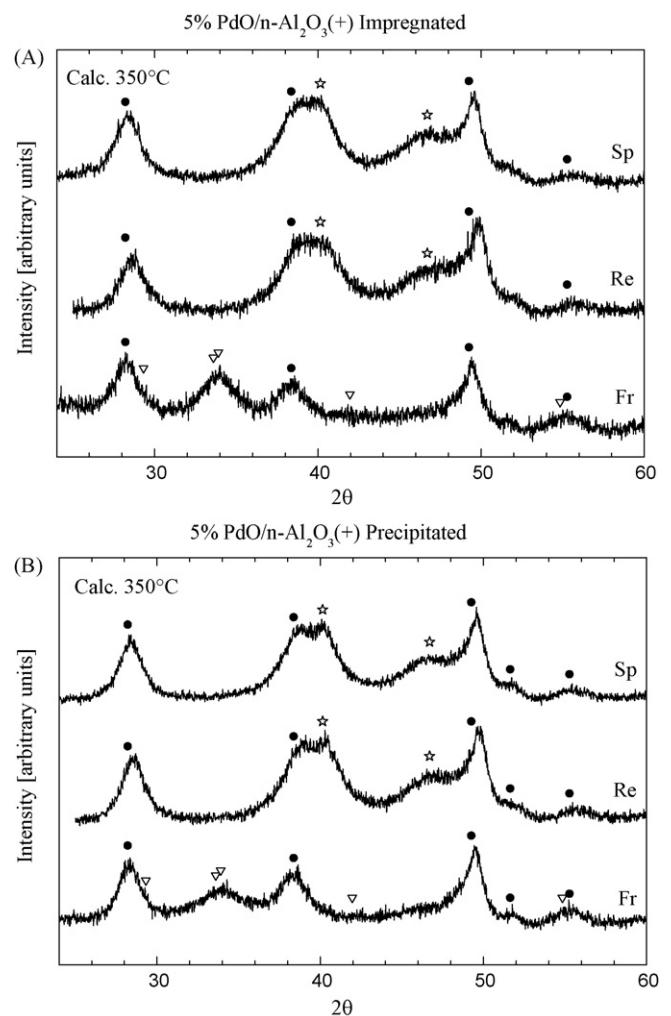 5% PdO/n-Al₂O₃(+) Impregnated
(A)
Calc. 350°C
Sp
Re
Fr
Intensity [arbitrary units]
30 40 50 60
2θ
5% PdO/n-Al₂O₃(+) Precipitated
(B)
Calc. 350°C
Sp
Re
Fr
Intensity [arbitrary units]
30 40 50 60
2θ